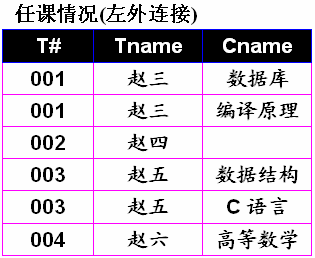 任课情况(左外连接)
T# Tname Cname
001 赵三 数据库
001 赵三 编译原理
002 赵四
003 赵五 数据结构
003 赵五 C语言
004 赵六 高等数学